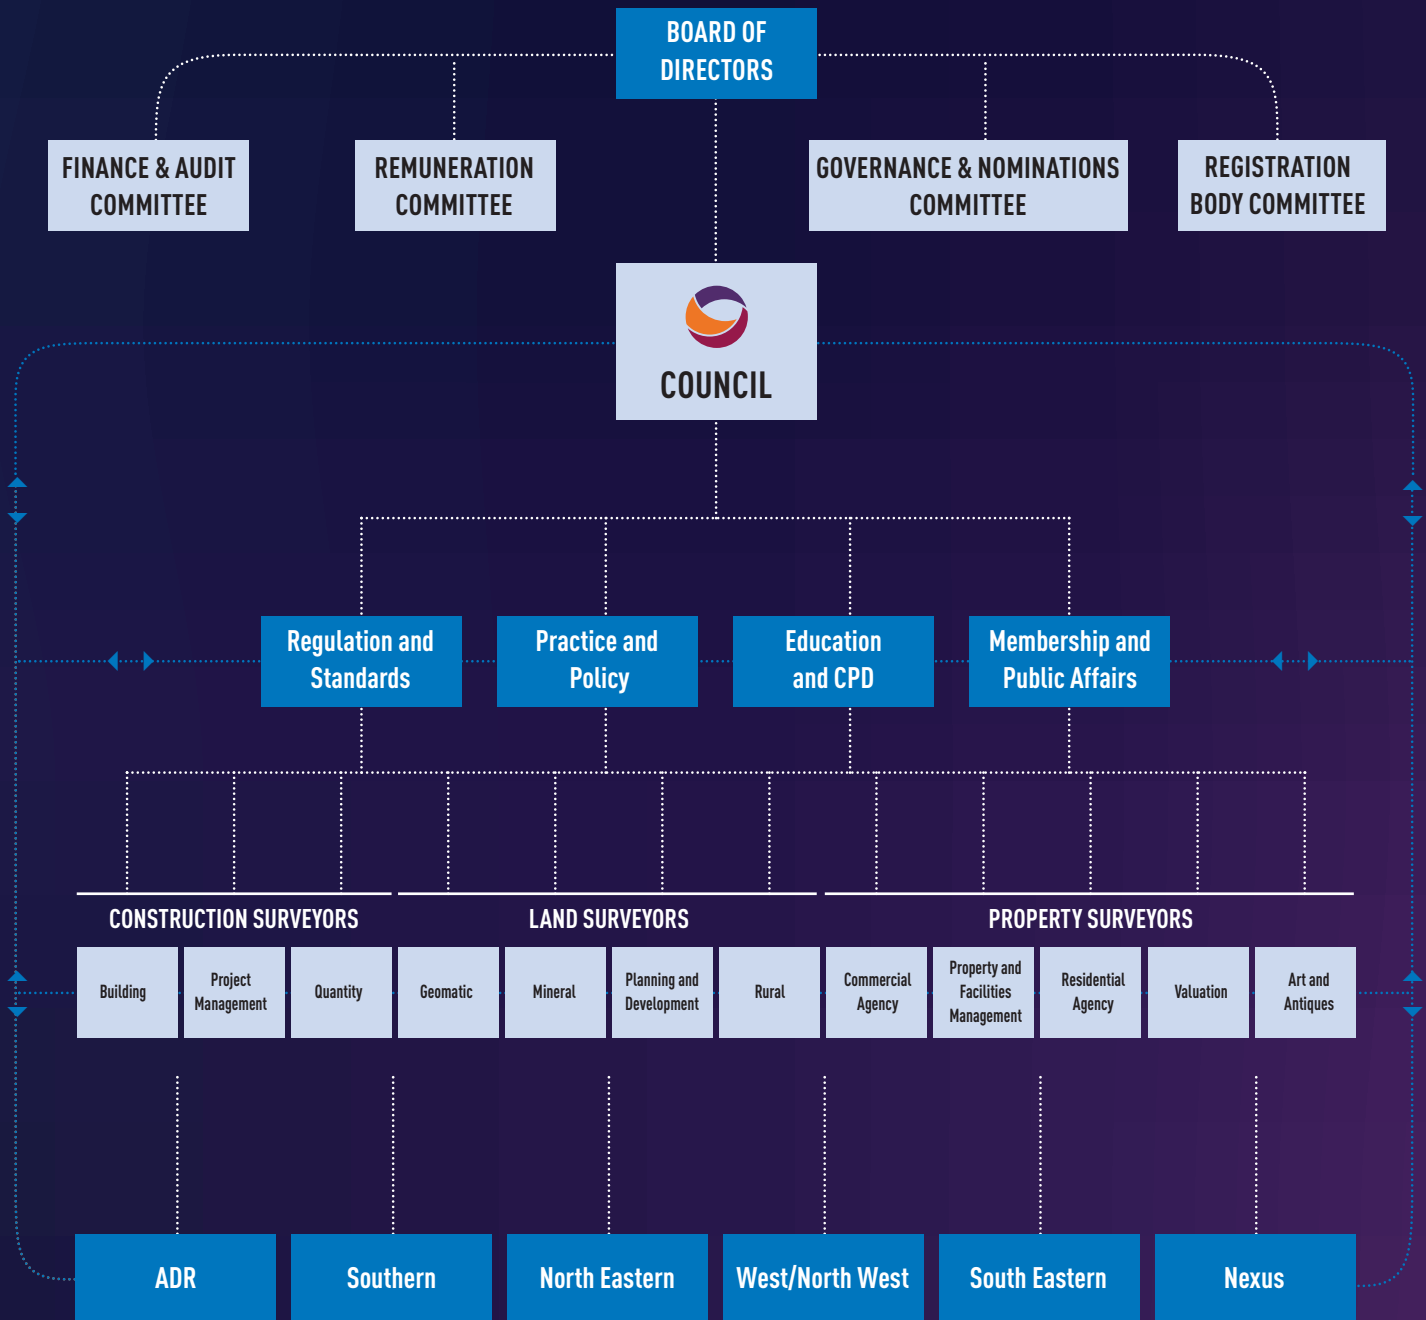 BOARD OF
DIRECTORS
FINANCE & AUDIT
COMMITTEE
REMUNERATION
COMMITTEE
GOVERNANCE & NOMINATIONS
COMMITTEE
REGISTRATION
BODY COMMITTEE
COUNCIL
Regulation and
Standards
Practice and
Policy
Education
and CPD
Membership and
Public Affairs
CONSTRUCTION SURVEYORS
LAND SURVEYORS
PROPERTY SURVEYORS
Building
Project
Management
Quantity
Geomatic
Mineral
Planning and
Development
Rural
Commercial
Agency
Property and
Facilities
Management
Residential
Agency
Valuation
Art and
Antiques
ADR
Southern
North Eastern
West/North West
South Eastern
Nexus